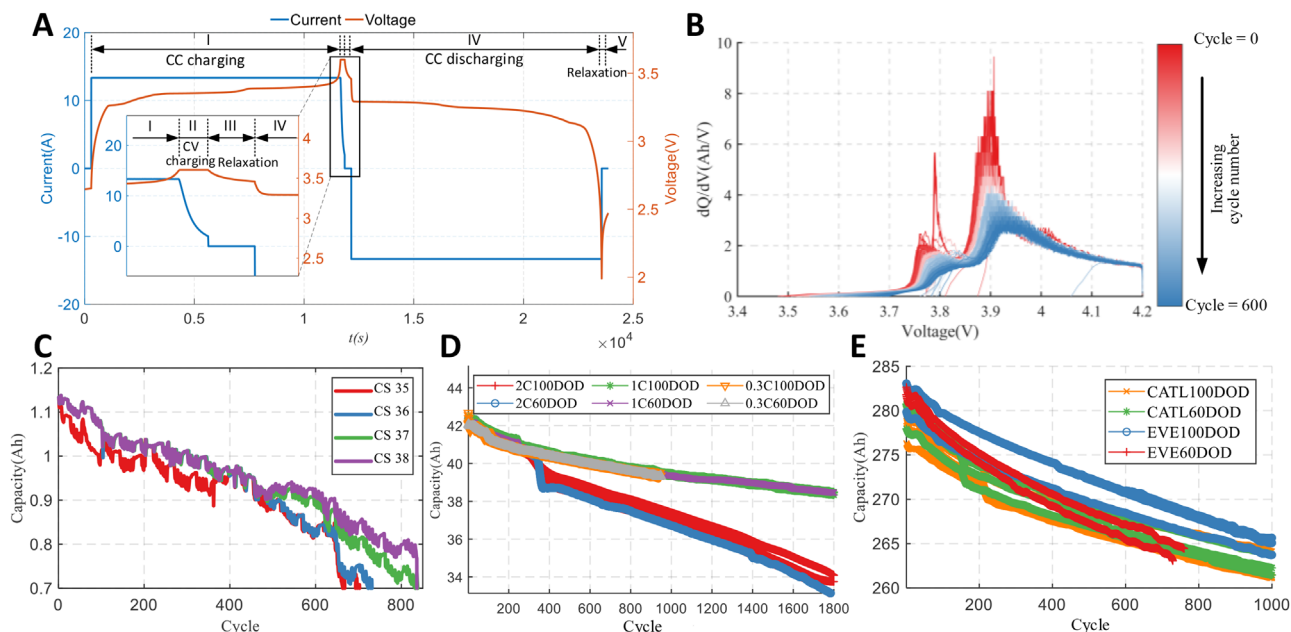 A
Current
Voltage
20
10
0
-10
-20
Current(A)
3.5
3
2.5
2
Voltage(V)
I
CC charging
IV
CC discharging
V
Relaxation
I
II
III
IV
CV
charging
Relaxation
20
10
0
4
3.5
3
2.5
0
0.5
1
1.5
2
2.5
t(s)
× 10⁴
B
10
8
6
4
2
0
dQ/dV(Ah/V)
3.4
3.5
3.6
3.7
3.8
3.9
4
4.1
4.2
Voltage(V)
Cycle = 0
Increasing
cycle number
Cycle = 600
C
1.2
1.1
1
0.9
0.8
0.7
Capacity(Ah)
CS 35
CS 36
CS 37
CS 38
0
200
400
600
800
Cycle
D
44
42
40
38
36
34
Capacity(Ah)
2C100DOD
1C100DOD
0.3C100DOD
2C60DOD
1C60DOD
0.3C60DOD
200
400
600
800
1000
1200
1400
1600
1800
Cycle
E
285
280
275
270
265
260
Capacity(Ah)
CATL100DOD
CATL60DOD
EVE100DOD
EVE60DOD
200
400
600
800
1000
Cycle